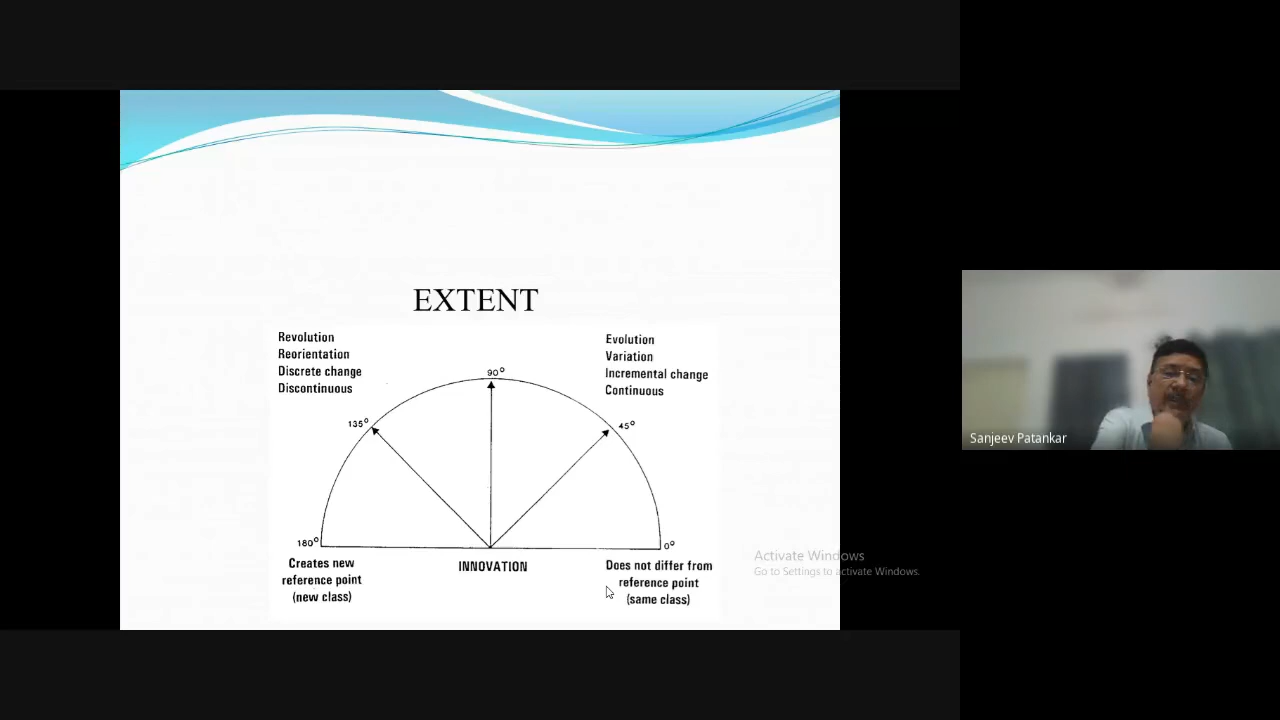 EXTENT
Revolution
Reorientation
Discrete change
Discontinuous
Evolution
Variation
Incremental change
Continuous
90°
135°
45°
180°
0°
Creates new
reference point
(new class)
INNOVATION
Does not differ from
reference point
(same class)
Sanjeev Patankar
Activate Windows
Go to Settings to activate Windows.